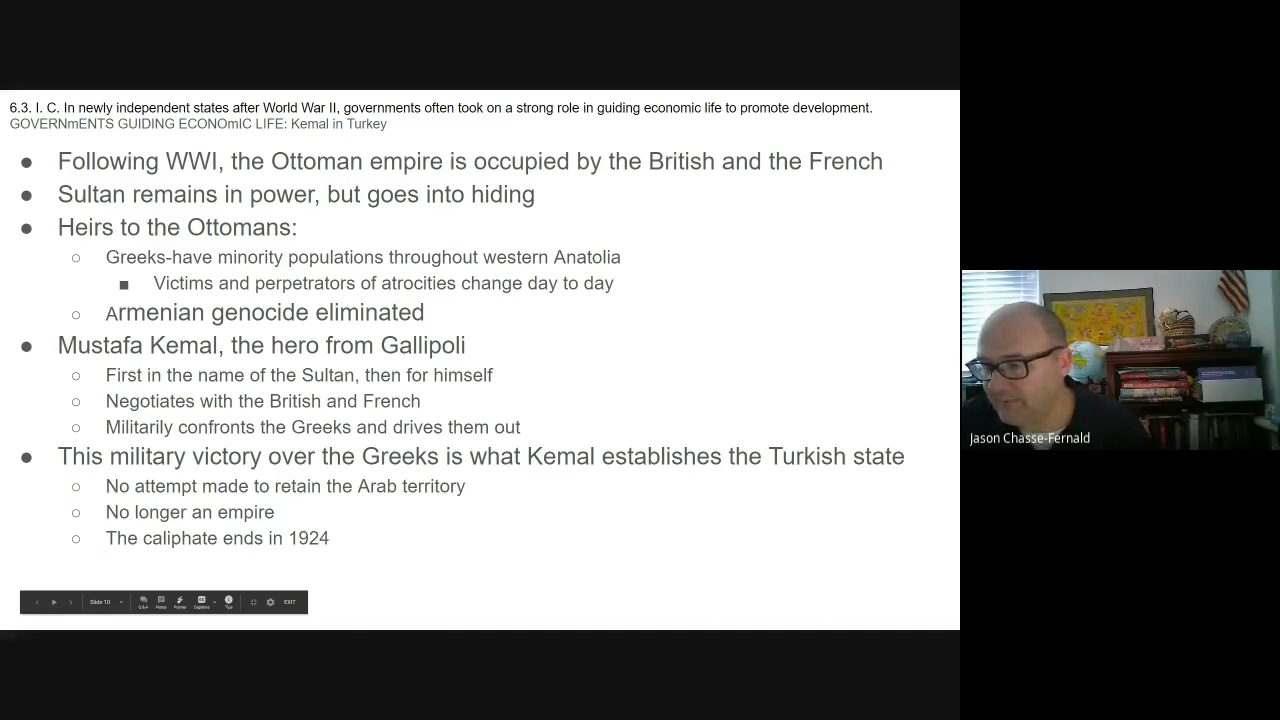 6.3. I. C. In newly independent states after World War II, governments often took on a strong role in guiding economic life to promote development.
GOVERNmENTS GUIDING ECONOmIC LIFE: Kemal in Turkey
● Following WWI, the Ottoman empire is occupied by the British and the French
● Sultan remains in power, but goes into hiding
● Heirs to the Ottomans:
○ Greeks-have minority populations throughout western Anatolia
■ Victims and perpetrators of atrocities change day to day
○ Armenian genocide eliminated
● Mustafa Kemal, the hero from Gallipoli
○ First in the name of the Sultan, then for himself
○ Negotiates with the British and French
○ Militarily confronts the Greeks and drives them out
● This military victory over the Greeks is what Kemal establishes the Turkish state
○ No attempt made to retain the Arab territory
○ No longer an empire
○ The caliphate ends in 1924
Slide 10 Q&A Notes Pointer Captions Tips EXIT
Jason Chasse-Fernald